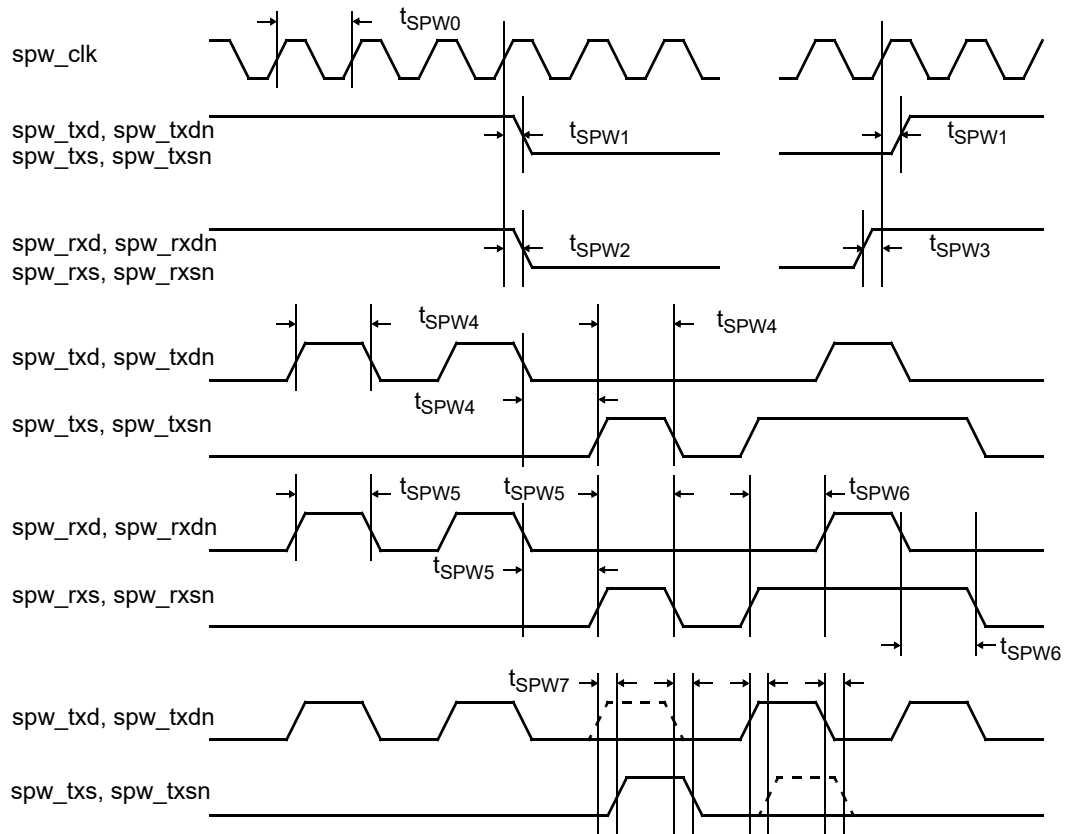 tSPW0
spw_clk
spw_txd, spw_txdn
spw_txs, spw_txsn
tSPW1
tSPW1
spw_rxd, spw_rxdn
spw_rxs, spw_rxsn
tSPW2
tSPW3
tSPW4
tSPW4
spw_txd, spw_txdn
tSPW4
spw_txs, spw_txsn
tSPW5
tSPW5
tSPW6
spw_rxd, spw_rxdn
tSPW5
spw_rxs, spw_rxsn
tSPW6
tSPW7
spw_txd, spw_txdn
spw_txs, spw_txsn